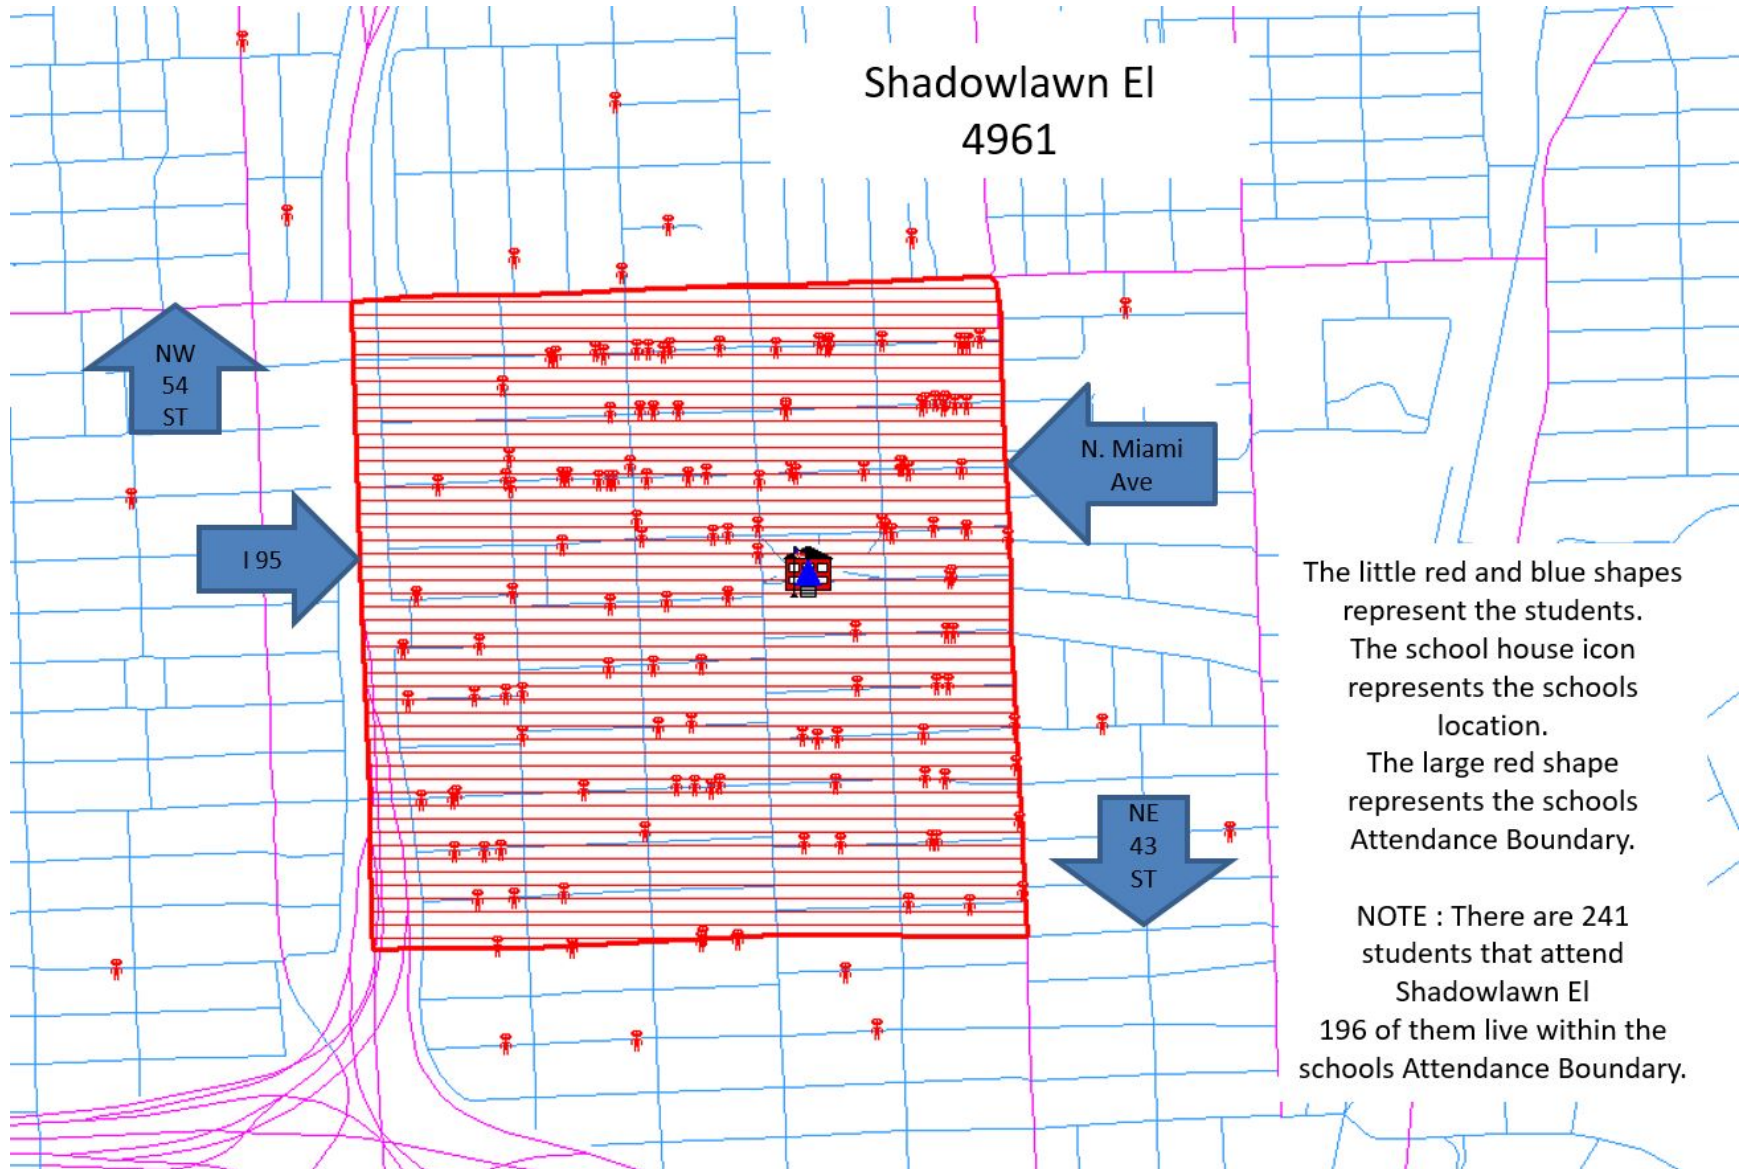 Shadowlawn El
4961
NW
54
ST
N. Miami
Ave
I 95
The little red and blue shapes
represent the students.
The school house icon
represents the schools
location.
The large red shape
represents the schools
Attendance Boundary.
NE
43
ST
NOTE : There are 241
students that attend
Shadowlawn El
196 of them live within the
schools Attendance Boundary.